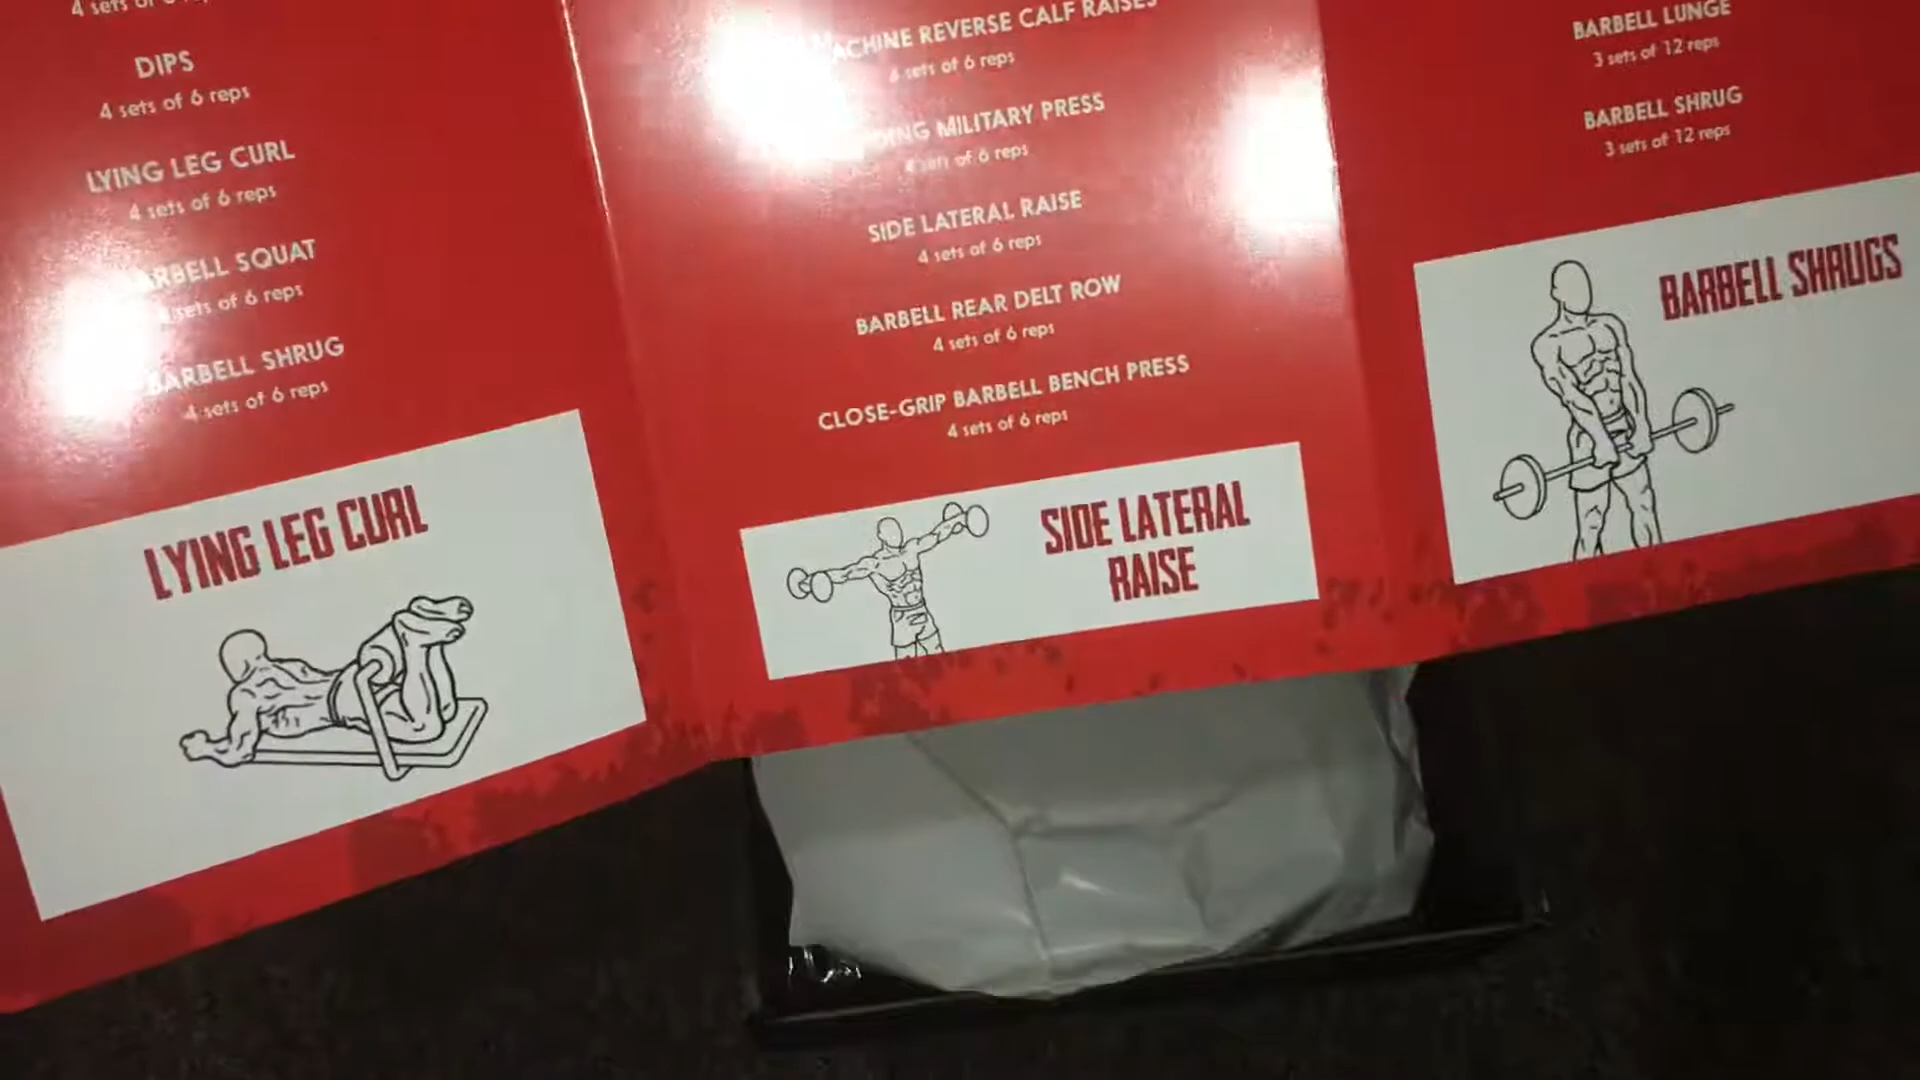 4 sets of 6 reps
DIPS
4 sets of 6 reps
LYING LEG CURL
4 sets of 6 reps
BARBELL SQUAT
sets of 6 reps
BARBELL SHRUG
4 sets of 6 reps
LYING LEG CURL
MACHINE REVERSE CALF RAISES
sets of 6 reps
MILITARY PRESS
4 sets of 6 reps
SIDE LATERAL RAISE
4 sets of 6 reps
BARBELL REAR DELT ROW
4 sets of 6 reps
CLOSE-GRIP BARBELL BENCH PRESS
4 sets of 6 reps
SIDE LATERAL
RAISE
BARBELL LUNGE
3 sets of 12 reps
BARBELL SHRUG
3 sets of 12 reps
BARBELL SHRUGS